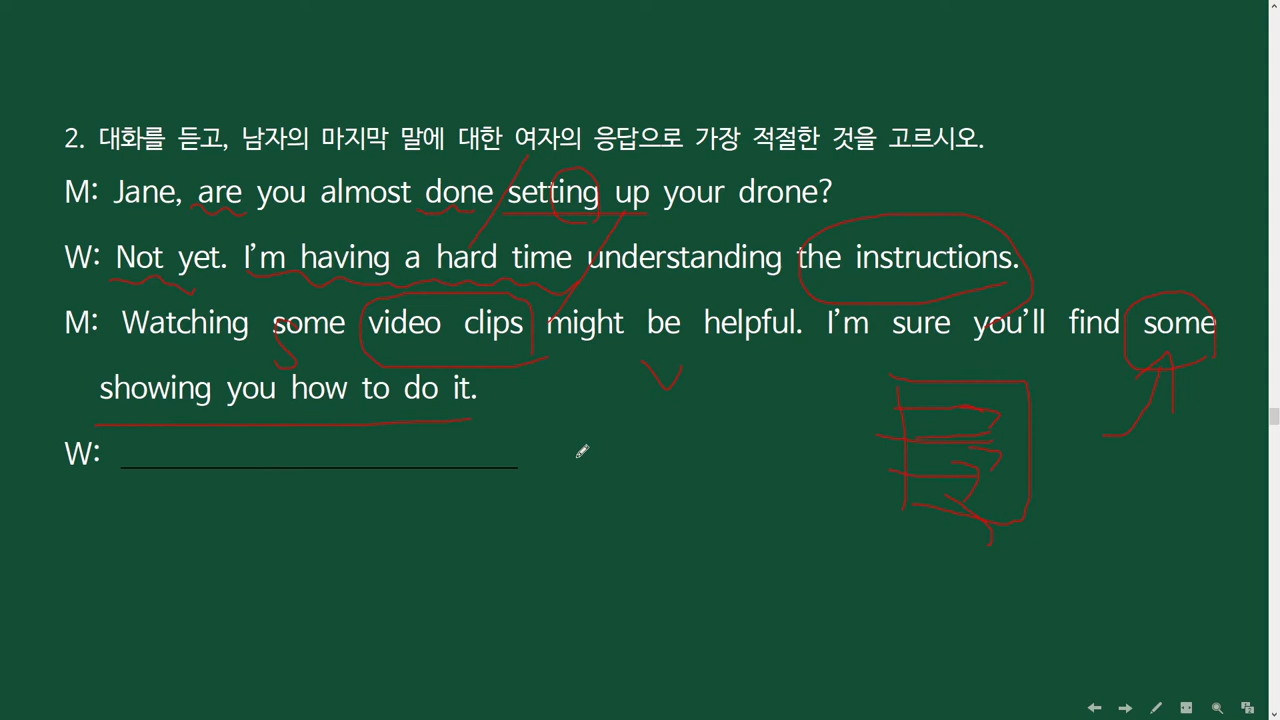 2. 대화를 듣고, 남자의 마지막 말에 대한 여자의 응답으로 가장 적절한 것을 고르시오.
M: Jane, are you almost done setting up your drone?
W: Not yet. I'm having a hard time understanding the instructions.
M: Watching some video clips might be helpful. I'm sure you'll find some
showing you how to do it.
W: